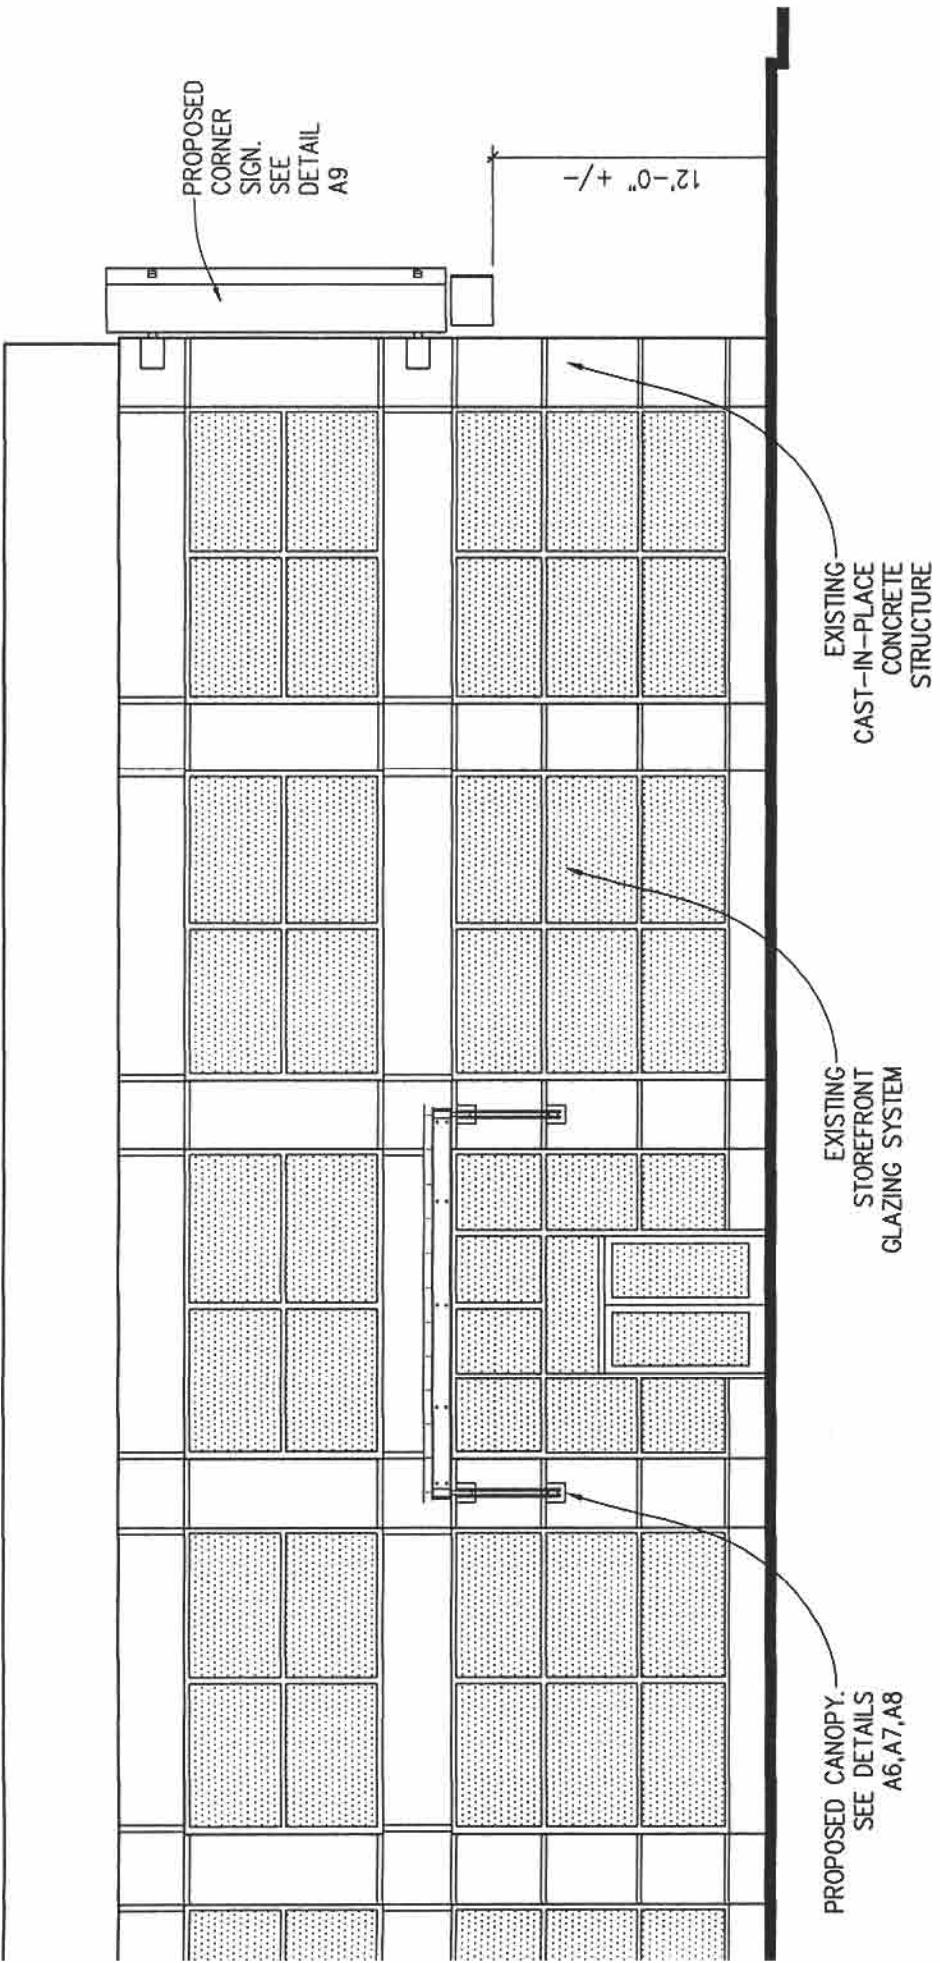 PROPOSED
CORNER
SIGN.
SEE
DETAIL
A9
12'-0" +/-
EXISTING
CAST-IN-PLACE
CONCRETE
STRUCTURE
EXISTING
STOREFRONT
GLAZING SYSTEM
PROPOSED CANOPY.
SEE DETAILS
A6,A7,A8